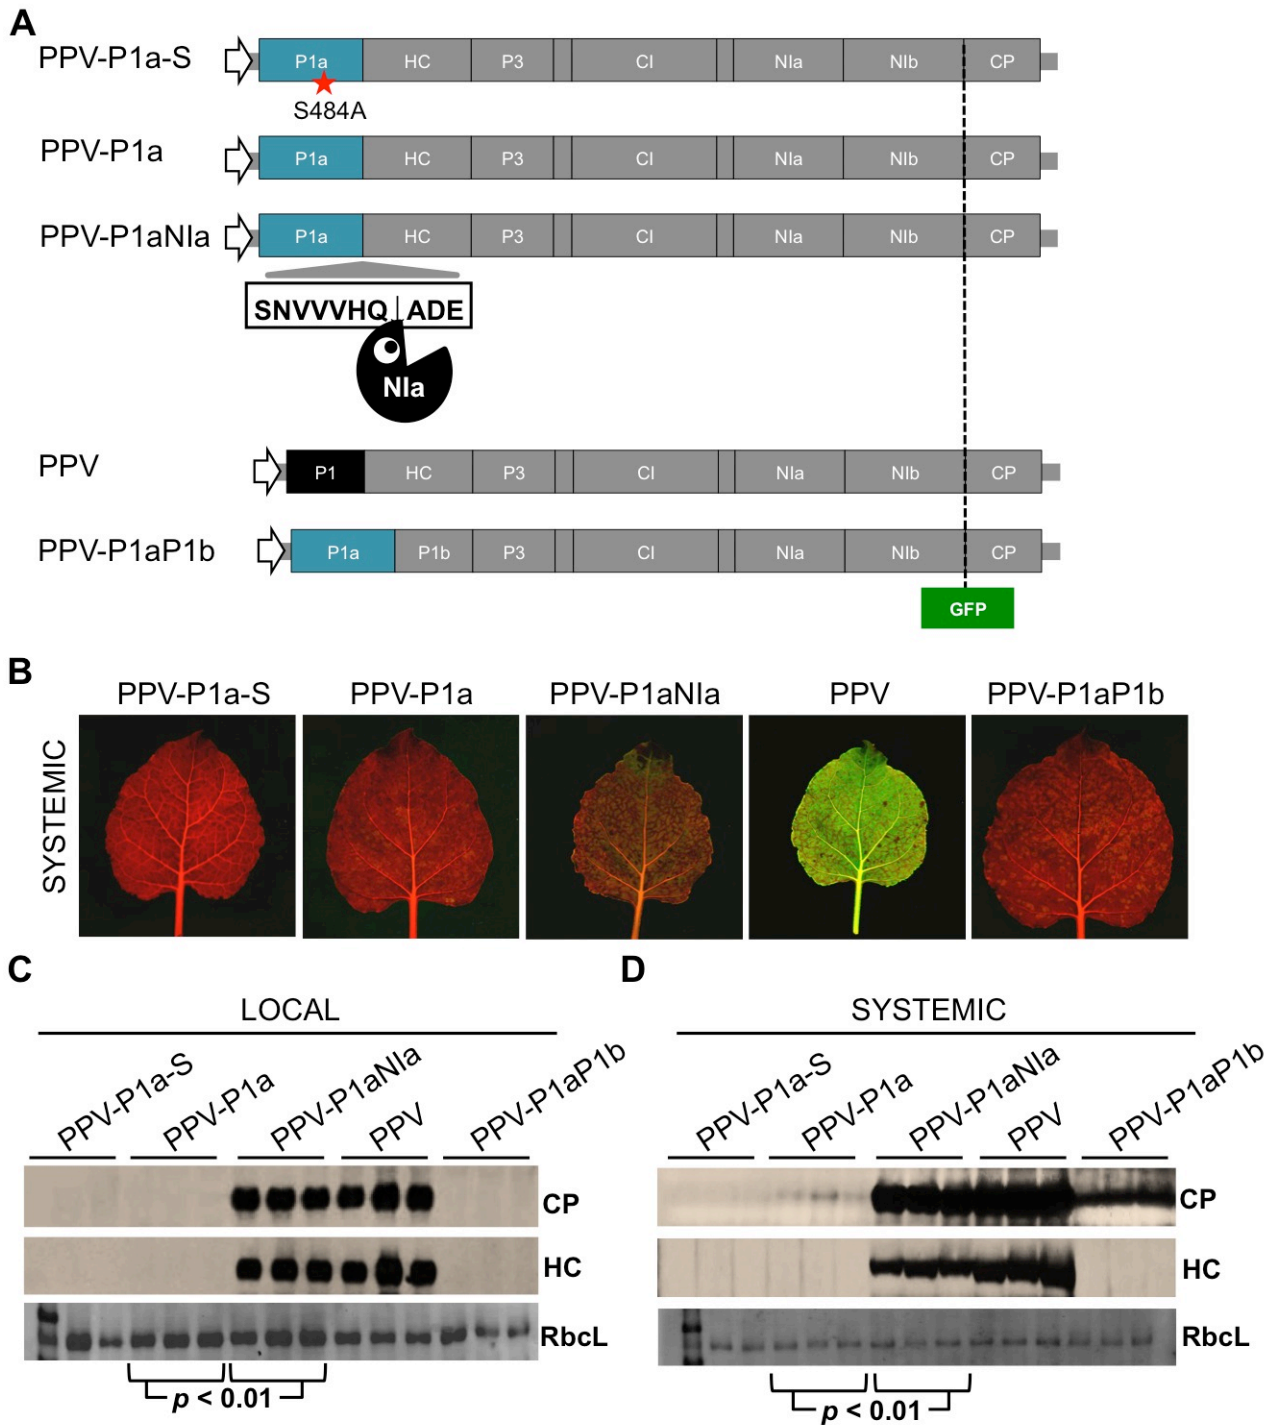 A
PPV-P1a-S
P1a HC P3 CI NIa NIb CP
S484A
PPV-P1a
P1a HC P3 CI NIa NIb CP
PPV-P1aNIa
P1a HC P3 CI NIa NIb CP
SNVVVHQ|ADE
NIa
PPV
P1 HC P3 CI NIa NIb CP
PPV-P1aP1b
P1a P1b P3 CI NIa NIb CP
GFP
B
PPV-P1a-S PPV-P1a PPV-P1aNIa PPV PPV-P1aP1b
SYSTEMIC
C
LOCAL
PPV-P1a-S PPV-P1a PPV-P1aNIa PPV PPV-P1aP1b
CP
HC
RbcL
p < 0.01
D
SYSTEMIC
PPV-P1a-S PPV-P1a PPV-P1aNIa PPV PPV-P1aP1b
CP
HC
RbcL
p < 0.01